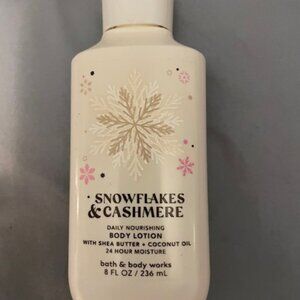 SNOWFLAKES
& CASHMERE
DAILY NOURISHING
BODY LOTION
WITH SHEA BUTTER + COCONUT OIL
24 HOUR MOISTURE
bath & body works
8 FL OZ / 236 mL